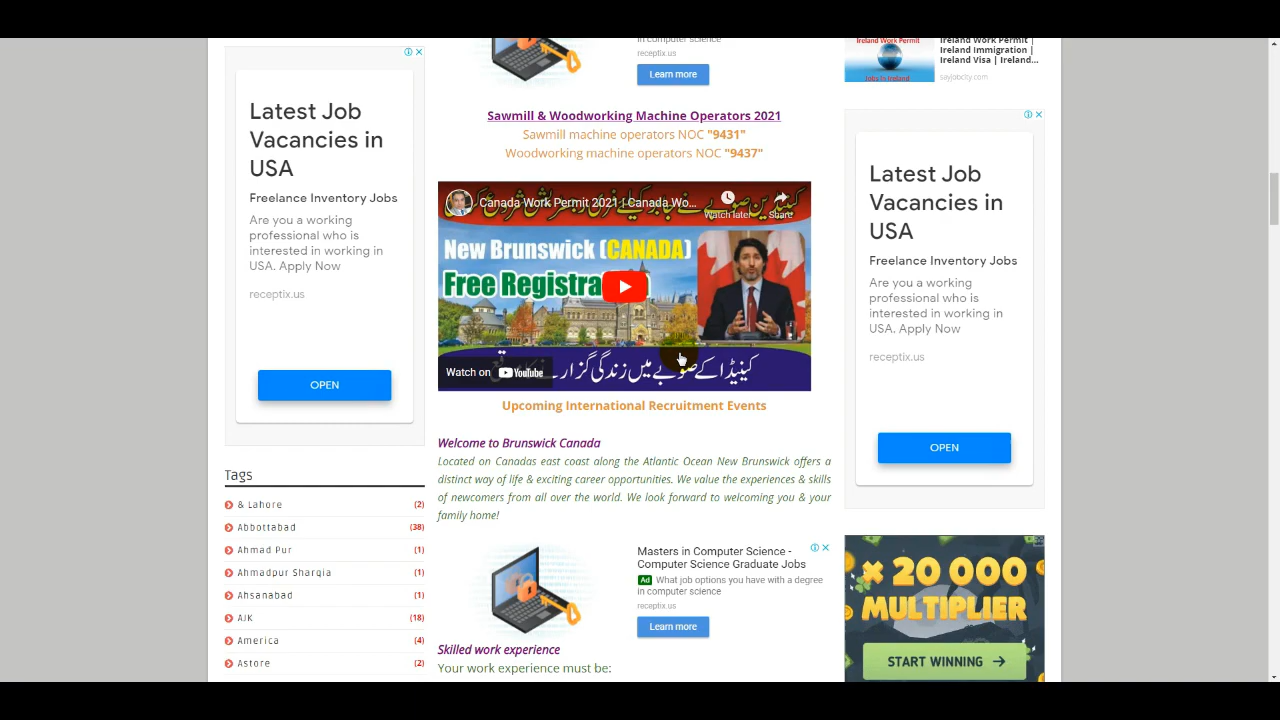 Latest Job
Vacancies in
USA
Freelance Inventory Jobs
Are you a working
professional who is
interested in working in
USA. Apply Now
receptix.us
OPEN
Tags
& Lahore (2)
Abbottabad (38)
Ahmad Pur (1)
Ahmadpur Sharqia (1)
Ahsanabad (1)
AJK (18)
America (4)
Astore (2)
in computer science
receptix.us
Learn more
Sawmill & Woodworking Machine Operators 2021
Sawmill machine operators NOC "9431"
Woodworking machine operators NOC "9437"
Canada Work Permit 2021 | Canada Wo...
Watch later
Share
New Brunswick (CANADA)
Free Registra
کینیڈا کے صوبے میں زندگی گزار
Watch on YouTube
Upcoming International Recruitment Events
Welcome to Brunswick Canada
Located on Canadas east coast along the Atlantic Ocean New Brunswick offers a
distinct way of life & exciting career opportunities. We value the experiences & skills
of newcomers from all over the world. We look forward to welcoming you & your
family home!
Masters in Computer Science -
Computer Science Graduate Jobs
Ad What job options you have with a degree
in computer science
receptix.us
Learn more
Skilled work experience
Your work experience must be:
Ireland Work Permit |
Ireland Immigration |
Ireland Visa | Ireland...
sayjobcity.com
Jobs In Ireland
Latest Job
Vacancies in
USA
Freelance Inventory Jobs
Are you a working
professional who is
interested in working in
USA. Apply Now
receptix.us
OPEN
x 20 000
MULTIPLIER
START WINNING →